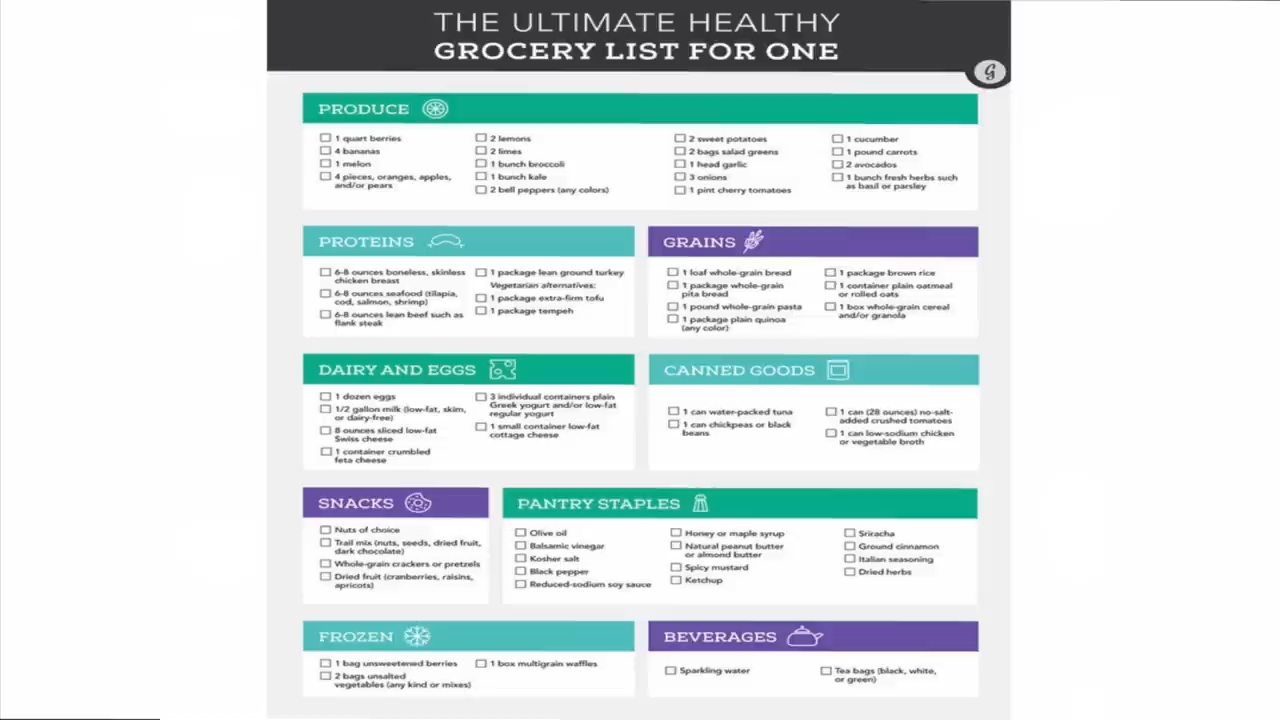 THE ULTIMATE HEALTHY
GROCERY LIST FOR ONE
G
PRODUCE
1 quart berries
4 bananas
1 melon
4 pieces, oranges, apples,
and/or pears
2 lemons
2 limes
1 bunch broccoli
1 bunch kale
2 bell peppers (any colors)
2 sweet potatoes
2 bags salad greens
1 head garlic
3 onions
1 pint cherry tomatoes
1 cucumber
1 pound carrots
2 avocados
1 bunch fresh herbs such
as basil or parsley
PROTEINS
6-8 ounces boneless, skinless
chicken breast
6-8 ounces seafood (tilapia,
cod, salmon, shrimp)
6-8 ounces lean beef such as
flank steak
1 package lean ground turkey
Vegetarian alternatives:
1 package extra-firm tofu
1 package tempeh
GRAINS
1 loaf whole-grain bread
1 package whole-grain
pita bread
1 pound whole-grain pasta
1 package plain quinoa
(any color)
1 package brown rice
1 container plain oatmeal
or rolled oats
1 box whole-grain cereal
and/or granola
DAIRY AND EGGS
1 dozen eggs
1/2 gallon milk (low-fat, skim,
or dairy-free)
8 ounces sliced low-fat
Swiss cheese
1 container crumbled
feta cheese
3 individual containers plain
Greek yogurt and/or low-fat
regular yogurt
1 small container low-fat
cottage cheese
CANNED GOODS
1 can water-packed tuna
1 can chickpeas or black
beans
1 can (28 ounces) no-salt-
added crushed tomatoes
1 can low-sodium chicken
or vegetable broth
SNACKS
Nuts of choice
Trail mix (nuts, seeds, dried fruit,
dark chocolate)
Whole-grain crackers or pretzels
Dried fruit (cranberries, raisins,
apricots)
PANTRY STAPLES
Olive oil
Balsamic vinegar
Kosher salt
Black pepper
Reduced-sodium soy sauce
Honey or maple syrup
Natural peanut butter
or almond butter
Spicy mustard
Ketchup
Sriracha
Ground cinnamon
Italian seasoning
Dried herbs
FROZEN
1 bag unsweetened berries
2 bags unsalted
vegetables (any kind or mixes)
1 box multigrain waffles
BEVERAGES
Sparkling water
Tea bags (black, white,
or green)